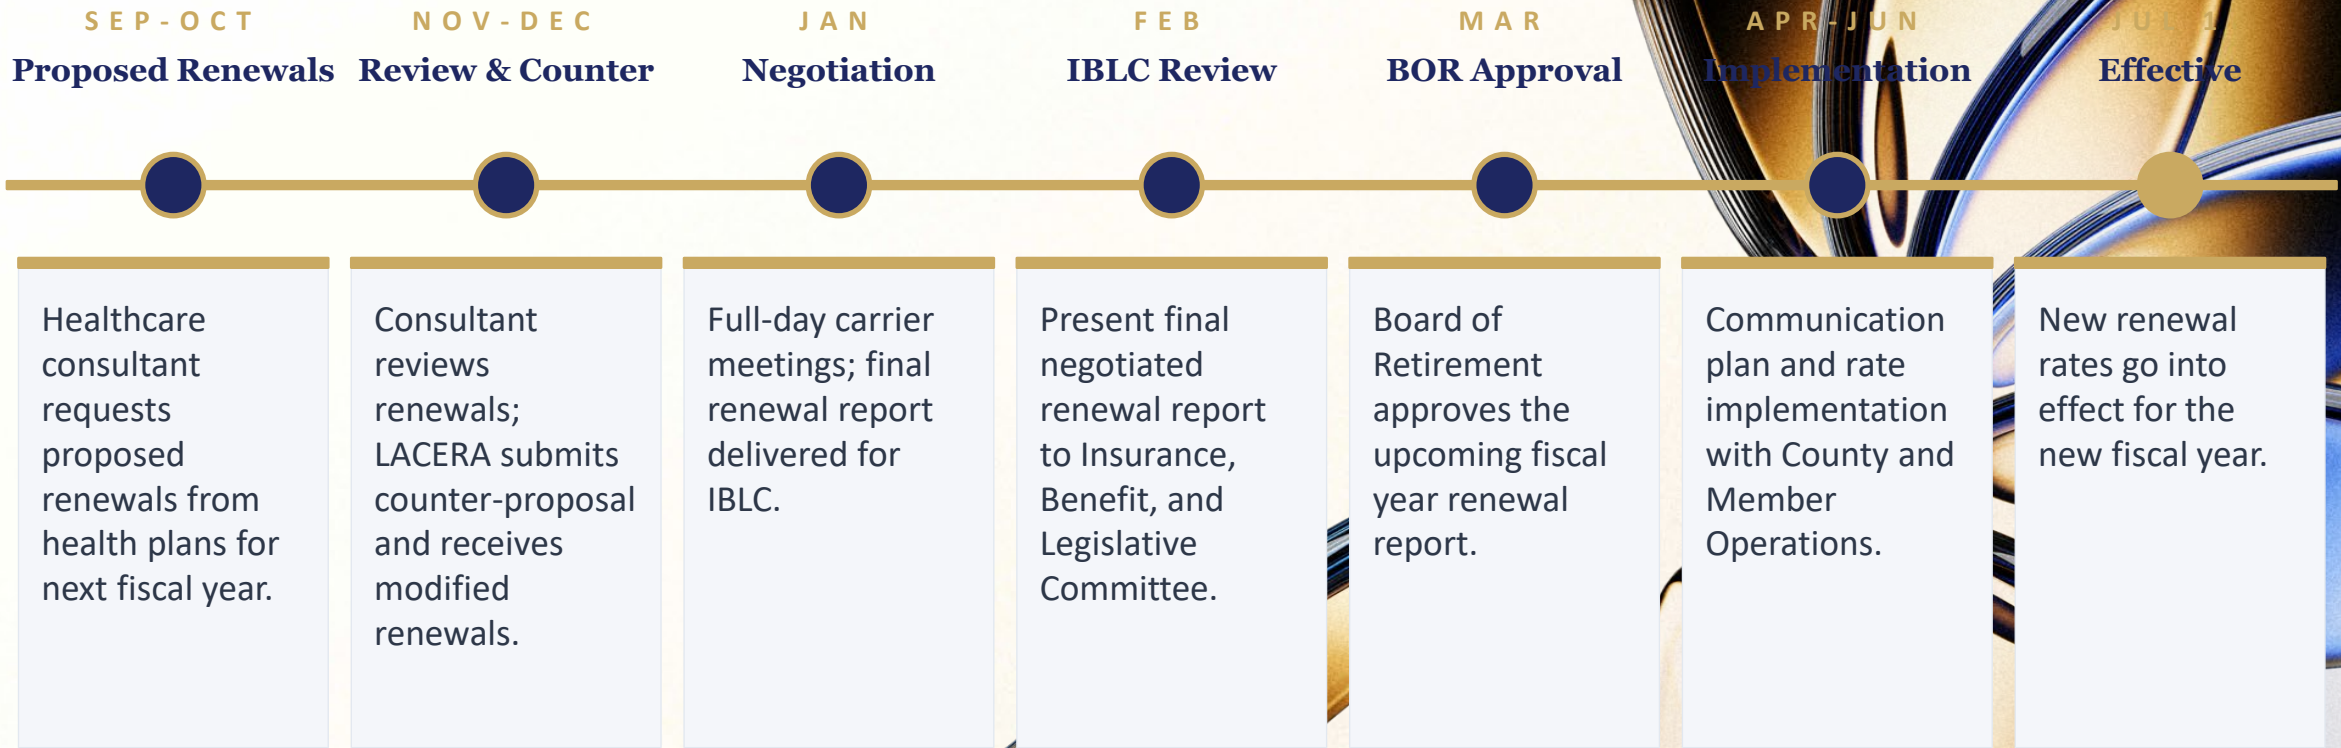 SEP-OCT
Proposed Renewals
Healthcare
consultant
requests
proposed
renewals from
health plans for
next fiscal year.
NOV-DEC
Review & Counter
Consultant
reviews
renewals;
LACERA submits
counter-proposal
and receives
modified
renewals.
JAN
Negotiation
Full-day carrier
meetings; final
renewal report
delivered for
IBLC.
FEB
IBLC Review
Present final
negotiated
renewal report
to Insurance,
Benefit, and
Legislative
Committee.
MAR
BOR Approval
Board of
Retirement
approves the
upcoming fiscal
year renewal
report.
APR-JUN
Implementation
Communication
plan and rate
implementation
with County and
Member
Operations.
JUL 1
Effective
New renewal
rates go into
effect for the
new fiscal year.